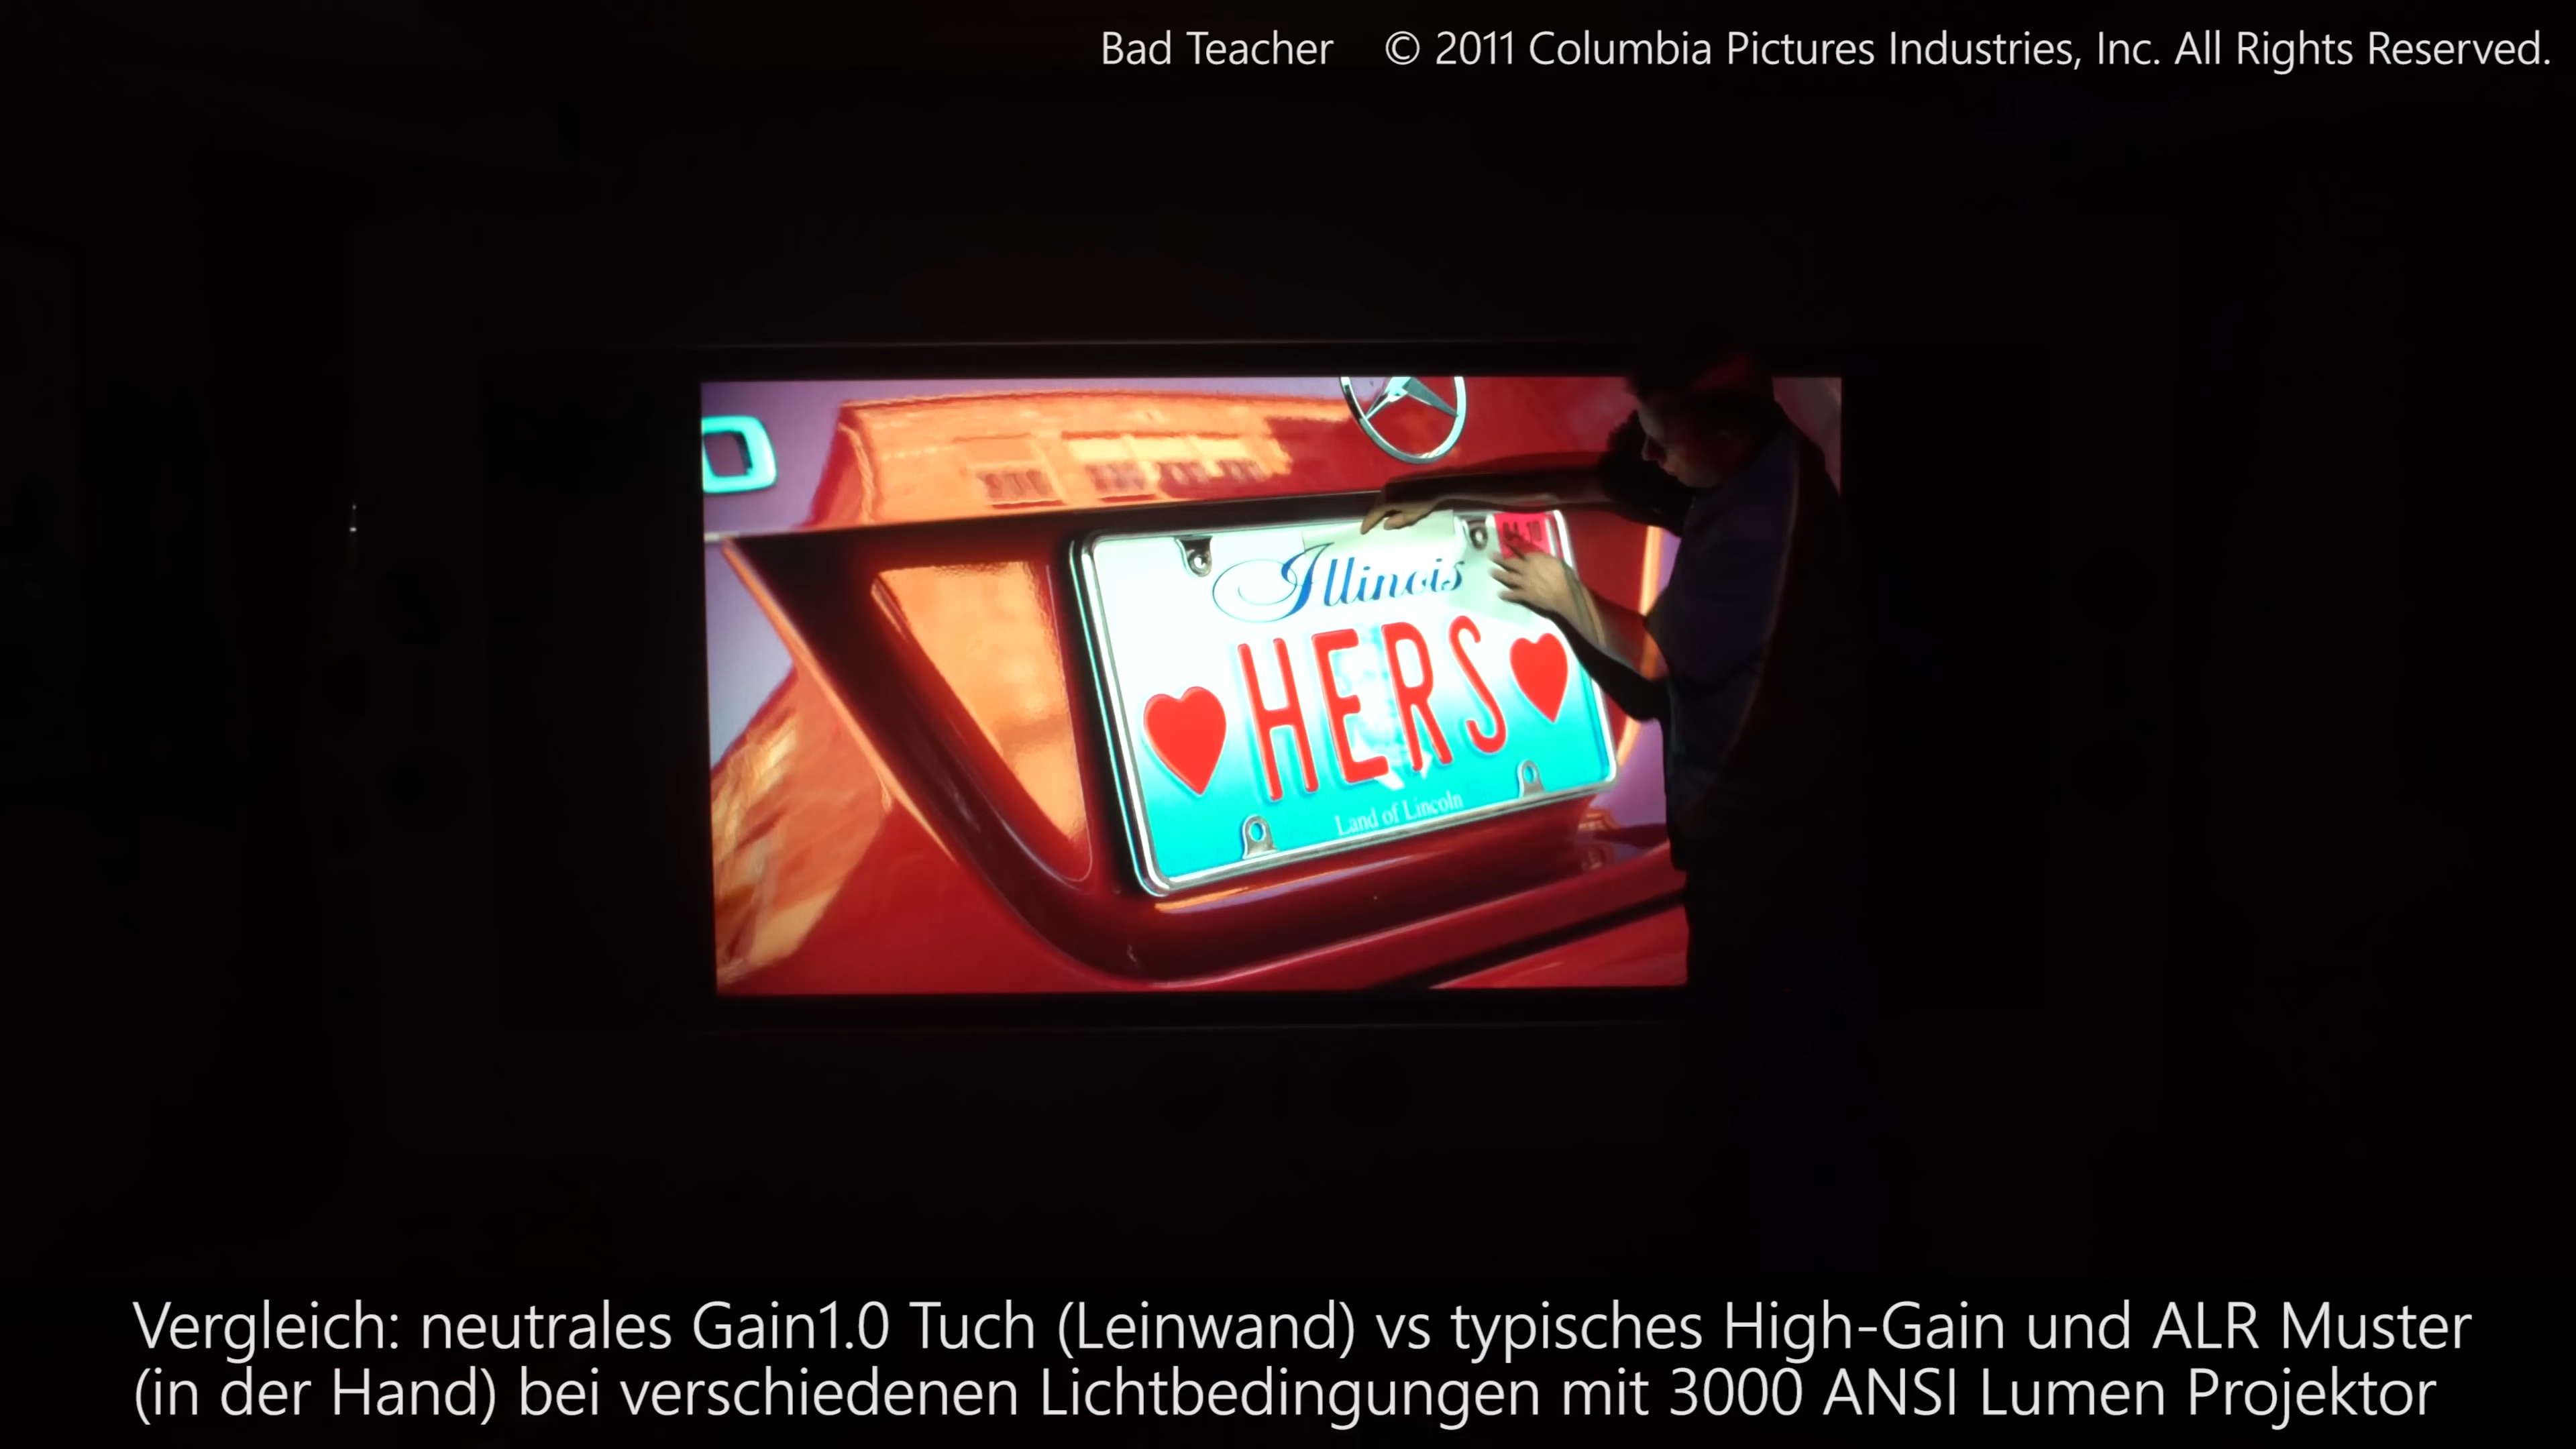 Bad Teacher © 2011 Columbia Pictures Industries, Inc. All Rights Reserved.
Illinois
HERS
Land of Lincoln
Vergleich: neutrales Gain1.0 Tuch (Leinwand) vs typisches High-Gain und ALR Muster
(in der Hand) bei verschiedenen Lichtbedingungen mit 3000 ANSI Lumen Projektor